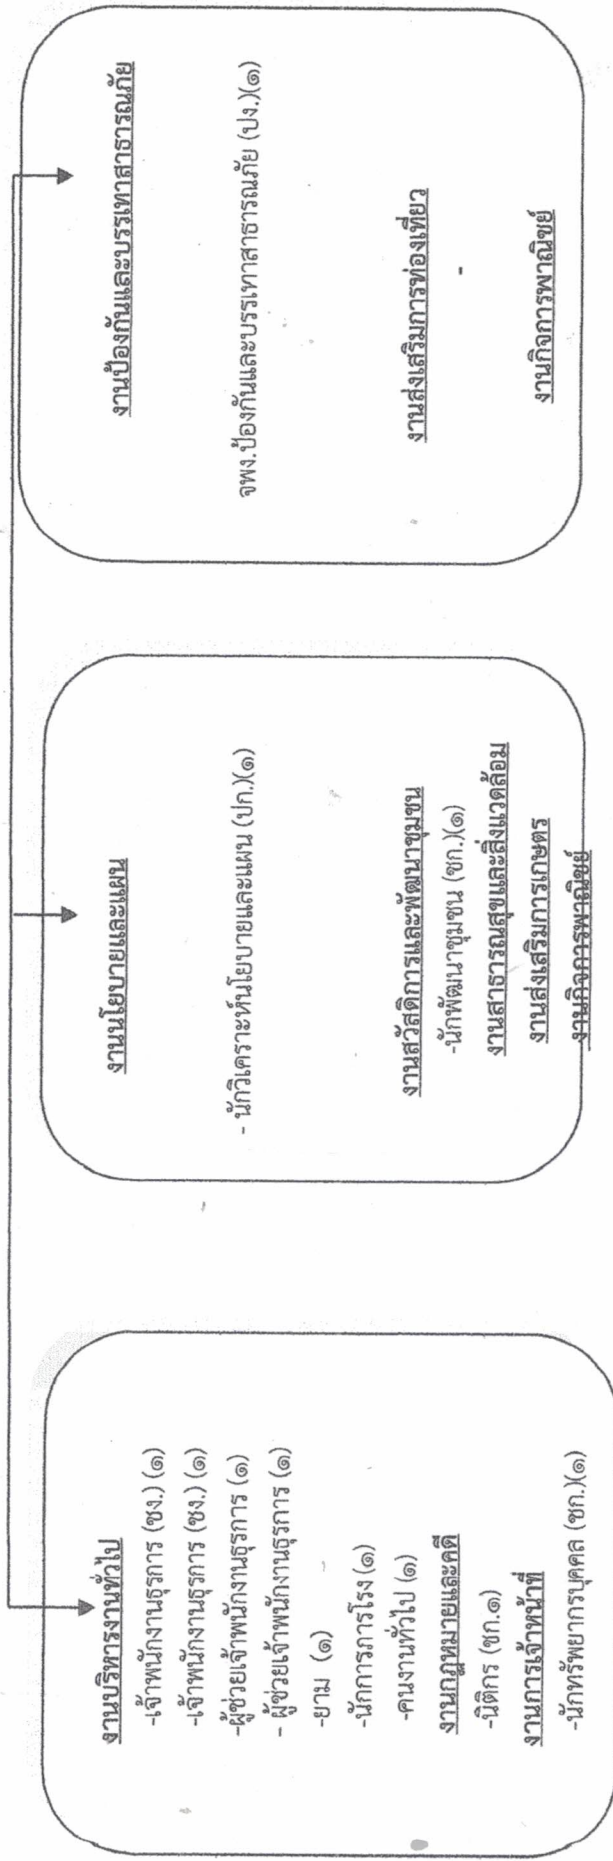 งานบริหารงานทั่วไป
-เจ้าพนักงานธุรการ (ชง.) (๑)
-เจ้าพนักงานธุรการ (ชง.) (๑)
-ผู้ช่วยเจ้าพนักงานธุรการ (๑)
- ผู้ช่วยเจ้าพนักงานธุรการ (๑)
-ยาม (๑)
-นักการภารโรง (๑)
-คนงานทั่วไป (๑)
งานกฎหมายและคดี
-นิติกร (ชก.๑)
งานการเจ้าหน้าที่
-นักทรัพยากรบุคคล (ชก.)(๑)
งานนโยบายและแผน
- นักวิเคราะห์นโยบายและแผน (ปก.)(๑)
งานสวัสดิการและพัฒนาชุมชน
-นักพัฒนาชุมชน (ชก.)(๑)
งานสาธารณสุขและสิ่งแวดล้อม
งานส่งเสริมการเกษตร
งานกิจการพาณิชย์
งานป้องกันและบรรเทาสาธารณภัย
จพง.ป้องกันและบรรเทาสาธารณภัย (ปง.)(๑)
งานส่งเสริมการท่องเที่ยว
-
งานกิจการพาณิชย์